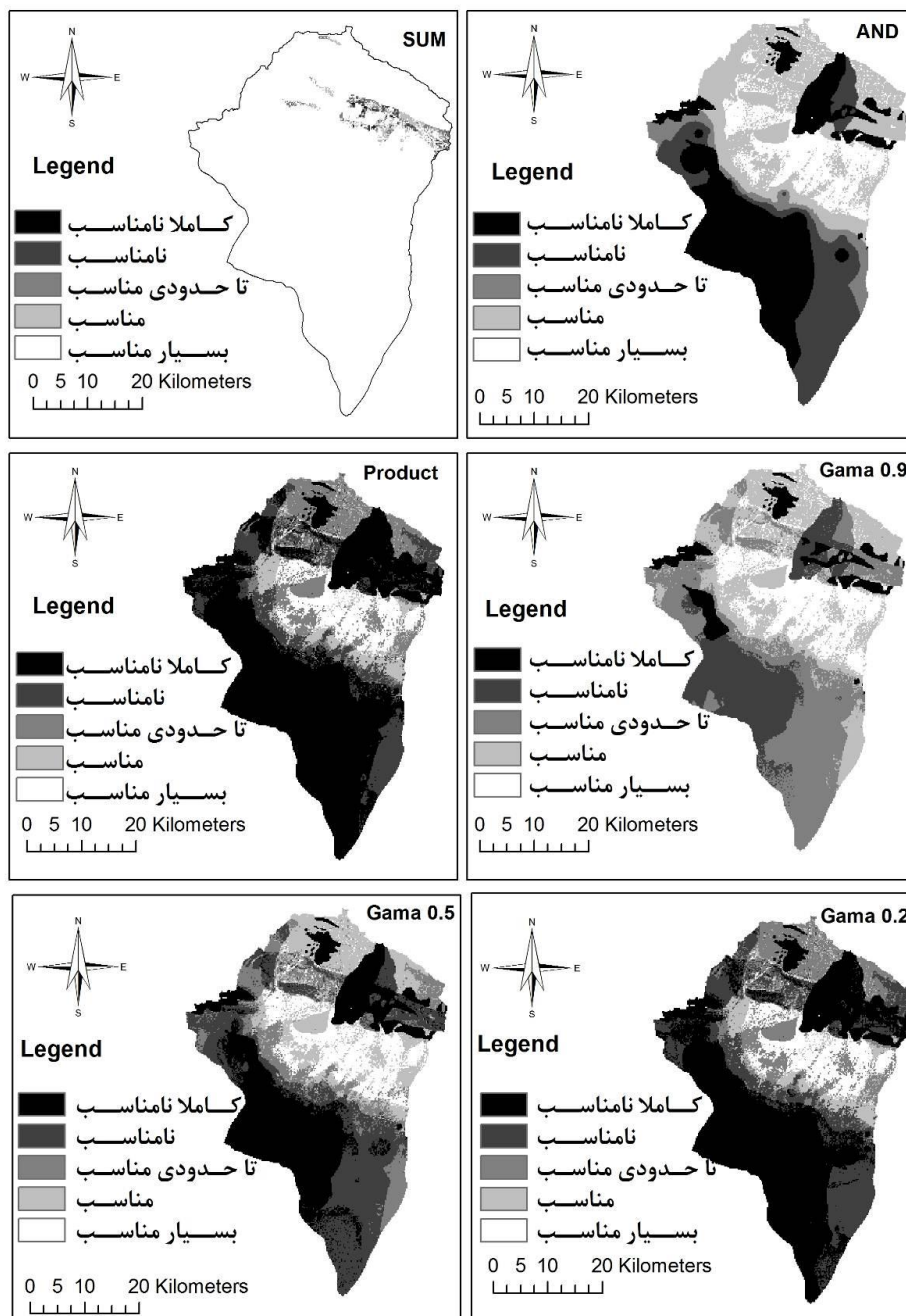 SUM
N
W E
S
Legend
کاملا نامناسب
نامناسب
تا حدودی مناسب
مناسب
بسیار مناسب
0 5 10 20 Kilometers
AND
N
W E
S
Legend
کاملا نامناسب
نامناسب
تا حدودی مناسب
مناسب
بسیار مناسب
0 5 10 20 Kilometers
Product
N
W E
S
Legend
کاملا نامناسب
نامناسب
تا حدودی مناسب
مناسب
بسیار مناسب
0 5 10 20 Kilometers
Gama 0.9
N
W E
S
Legend
کاملا نامناسب
نامناسب
تا حدودی مناسب
مناسب
بسیار مناسب
0 5 10 20 Kilometers
Gama 0.5
N
W E
S
Legend
کاملا نامناسب
نامناسب
تا حدودی مناسب
مناسب
بسیار مناسب
0 5 10 20 Kilometers
Gama 0.2
N
W E
S
Legend
کاملا نامناسب
نامناسب
تا حدودی مناسب
مناسب
بسیار مناسب
0 5 10 20 Kilometers